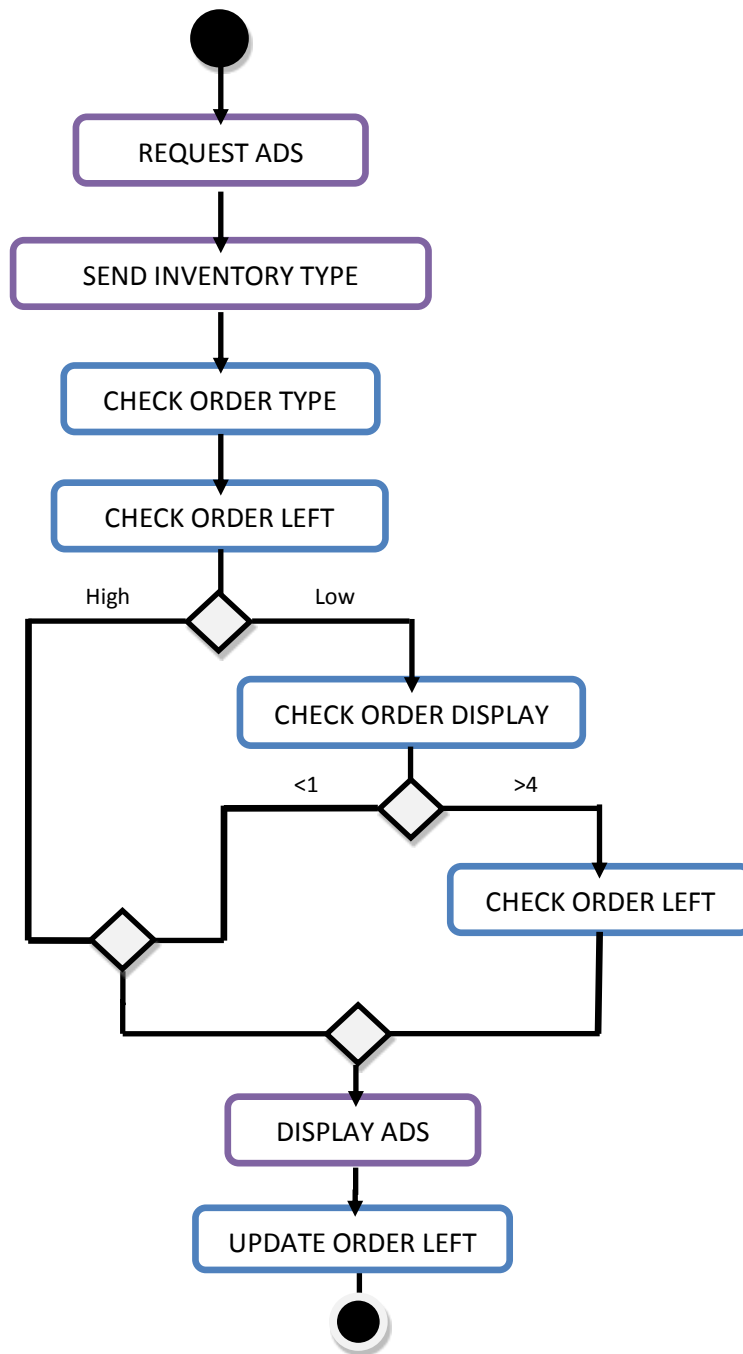 REQUEST ADS
SEND INVENTORY TYPE
CHECK ORDER TYPE
CHECK ORDER LEFT
High
Low
CHECK ORDER DISPLAY
<1
>4
CHECK ORDER LEFT
DISPLAY ADS
UPDATE ORDER LEFT